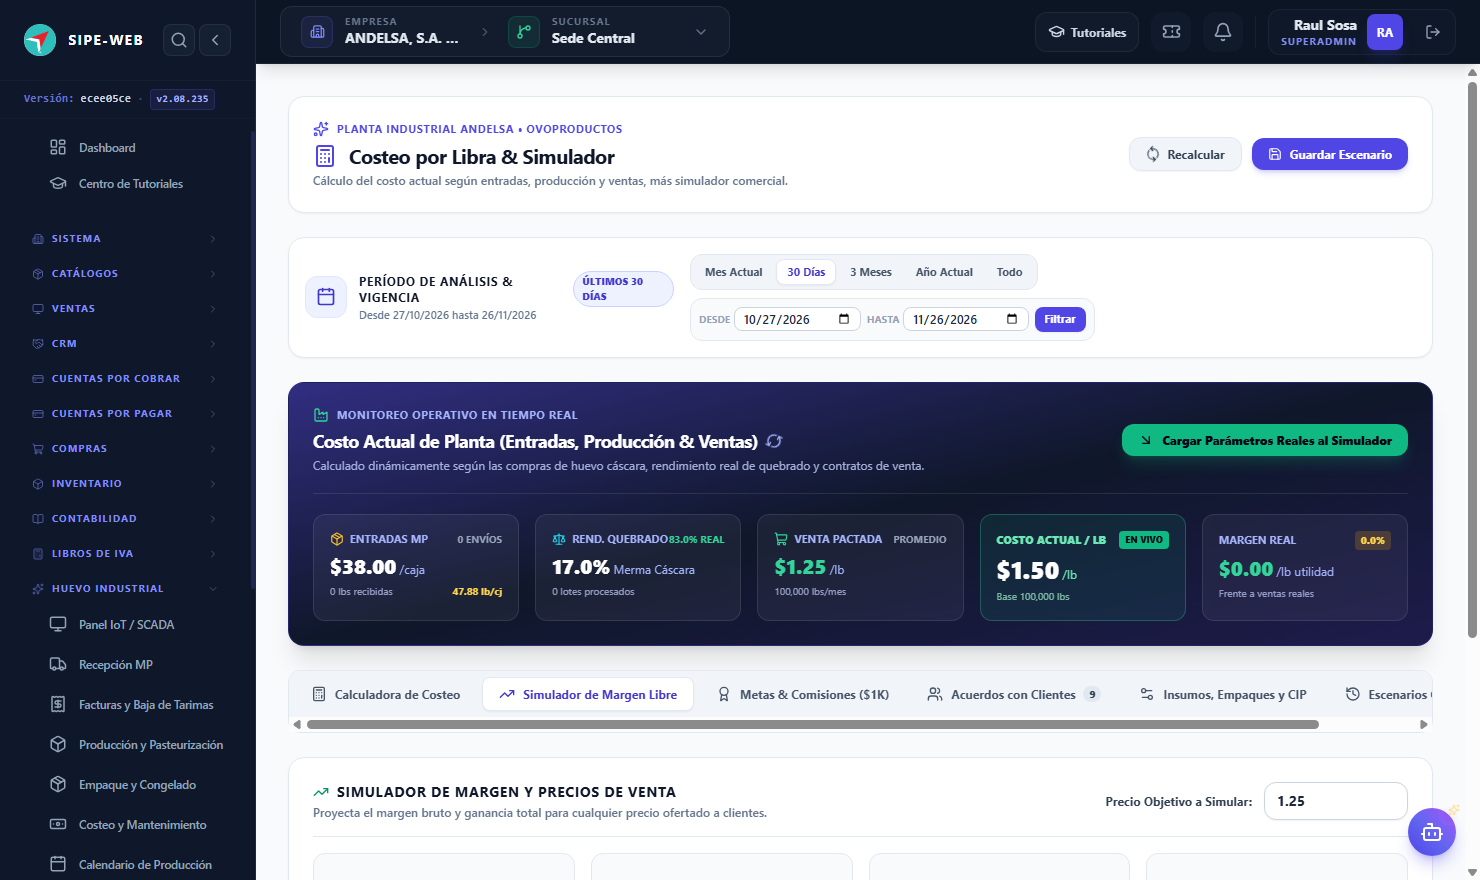 SIPE-WEB
EMPRESA
ANDELSA, S.A. ...
SUCURSAL
Sede Central
Tutoriales
Raul Sosa
SUPERADMIN
RA
Versión: ecee05ce · v2.08.235
Dashboard
Centro de Tutoriales
SISTEMA
CATÁLOGOS
VENTAS
CRM
CUENTAS POR COBRAR
CUENTAS POR PAGAR
COMPRAS
INVENTARIO
CONTABILIDAD
LIBROS DE IVA
HUEVO INDUSTRIAL
Panel IoT / SCADA
Recepción MP
Facturas y Baja de Tarimas
Producción y Pasteurización
Empaque y Congelado
Costeo y Mantenimiento
Calendario de Producción
PLANTA INDUSTRIAL ANDELSA • OVOPRODUCTOS
Costeo por Libra & Simulador
Cálculo del costo actual según entradas, producción y ventas, más simulador comercial.
Recalcular
Guardar Escenario
PERÍODO DE ANÁLISIS &
VIGENCIA
Desde 27/10/2026 hasta 26/11/2026
ÚLTIMOS 30
DÍAS
Mes Actual 30 Días 3 Meses Año Actual Todo
DESDE 10/27/2026 HASTA 11/26/2026 Filtrar
MONITOREO OPERATIVO EN TIEMPO REAL
Costo Actual de Planta (Entradas, Producción & Ventas)
Calculado dinámicamente según las compras de huevo cáscara, rendimiento real de quebrado y contratos de venta.
Cargar Parámetros Reales al Simulador
ENTRADAS MP 0 ENVÍOS
$38.00 /caja
0 lbs recibidas 47.88 lb/cj
REND. QUEBRADO 83.0% REAL
17.0% Merma Cáscara
0 lotes procesados
VENTA PACTADA PROMEDIO
$1.25 /lb
100,000 lbs/mes
COSTO ACTUAL / LB EN VIVO
$1.50 /lb
Base 100,000 lbs
MARGEN REAL 0.0%
$0.00 /lb utilidad
Frente a ventas reales
Calculadora de Costeo
Simulador de Margen Libre
Metas & Comisiones ($1K)
Acuerdos con Clientes 9
Insumos, Empaques y CIP
Escenarios
SIMULADOR DE MARGEN Y PRECIOS DE VENTA
Proyecta el margen bruto y ganancia total para cualquier precio ofertado a clientes.
Precio Objetivo a Simular: 1.25